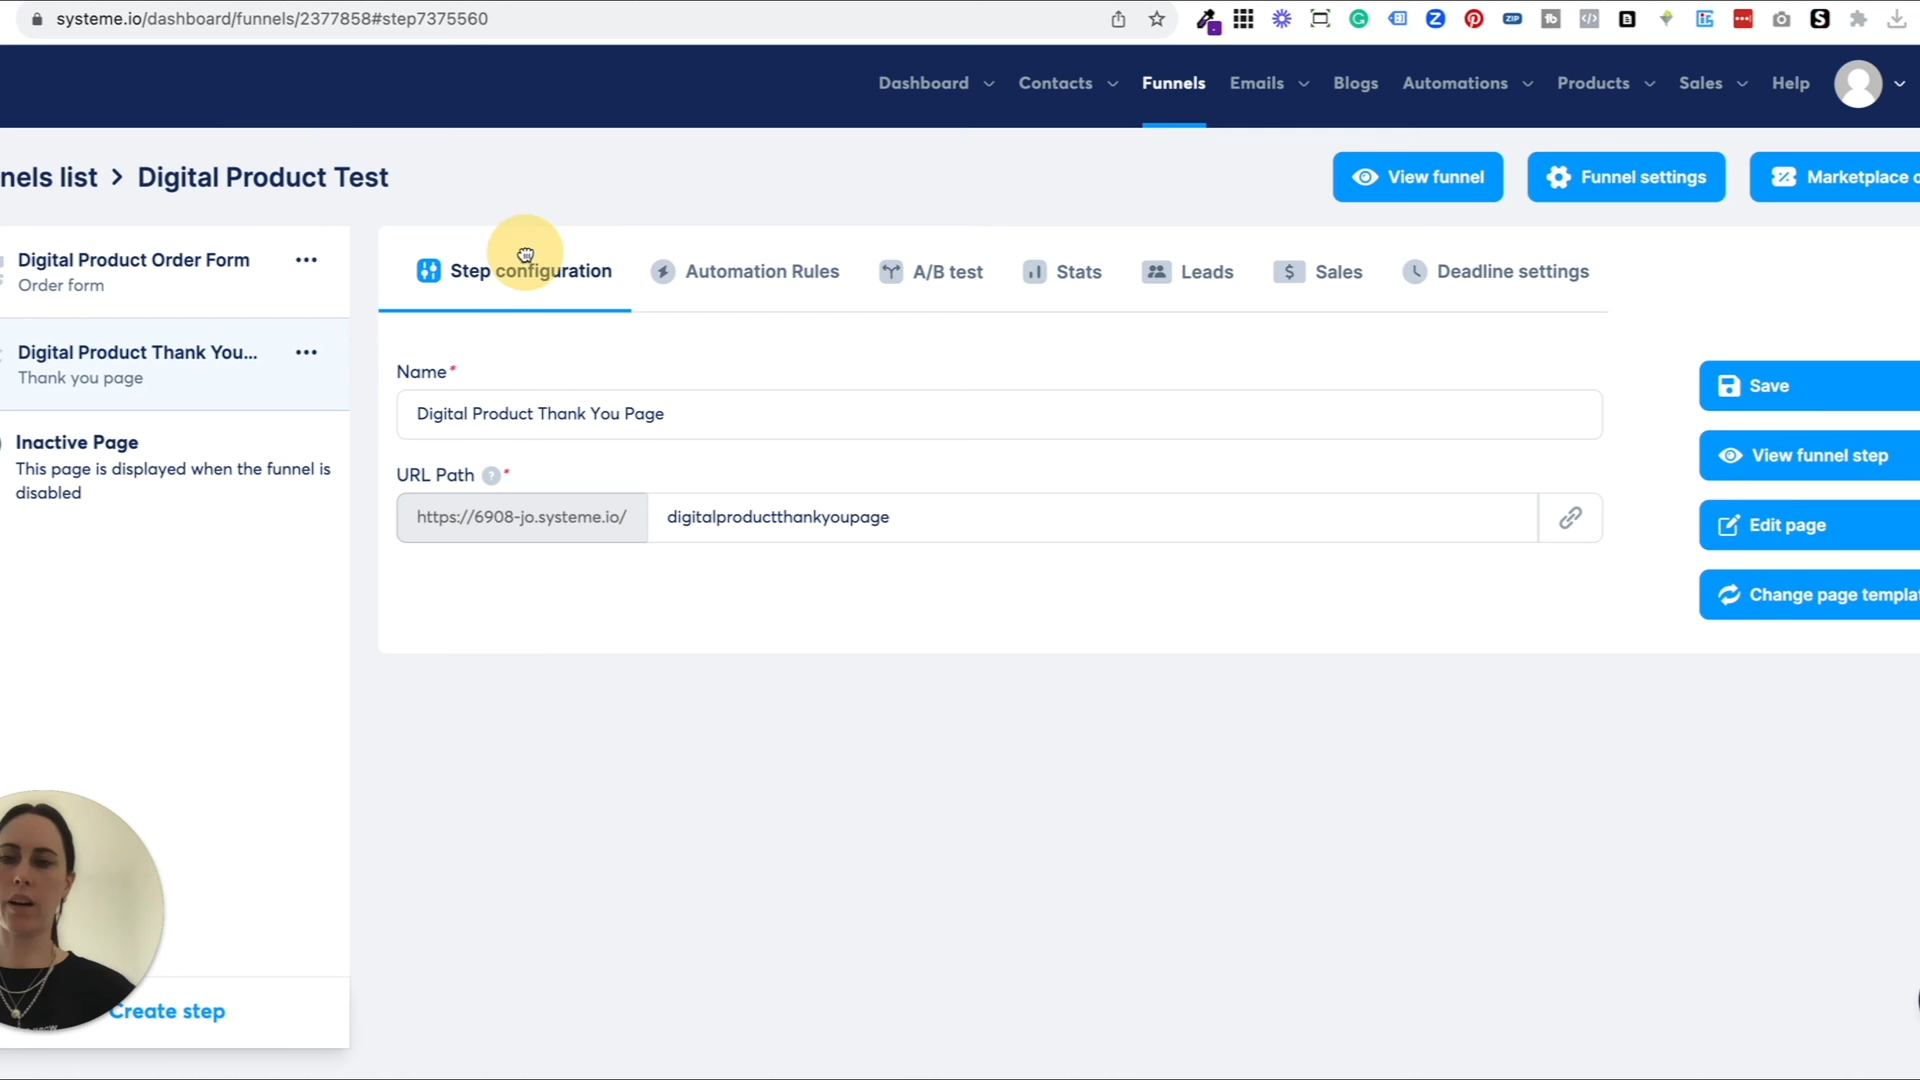 systeme.io/dashboard/funnels/2377858#step7375560
ZIP
Dashboard
Contacts
Funnels
Emails
Blogs
Automations
Products
Sales
Help
nels list > Digital Product Test
View funnel
Funnel settings
Marketplace
Digital Product Order Form
Order form
Digital Product Thank You...
Thank you page
Inactive Page
This page is displayed when the funnel is
disabled
Create step
Step configuration
Automation Rules
A/B test
Stats
Leads
Sales
Deadline settings
Name*
Digital Product Thank You Page
URL Path ? *
https://6908-jo.systeme.io/
digitalproductthankyoupage
Save
View funnel step
Edit page
Change page templa